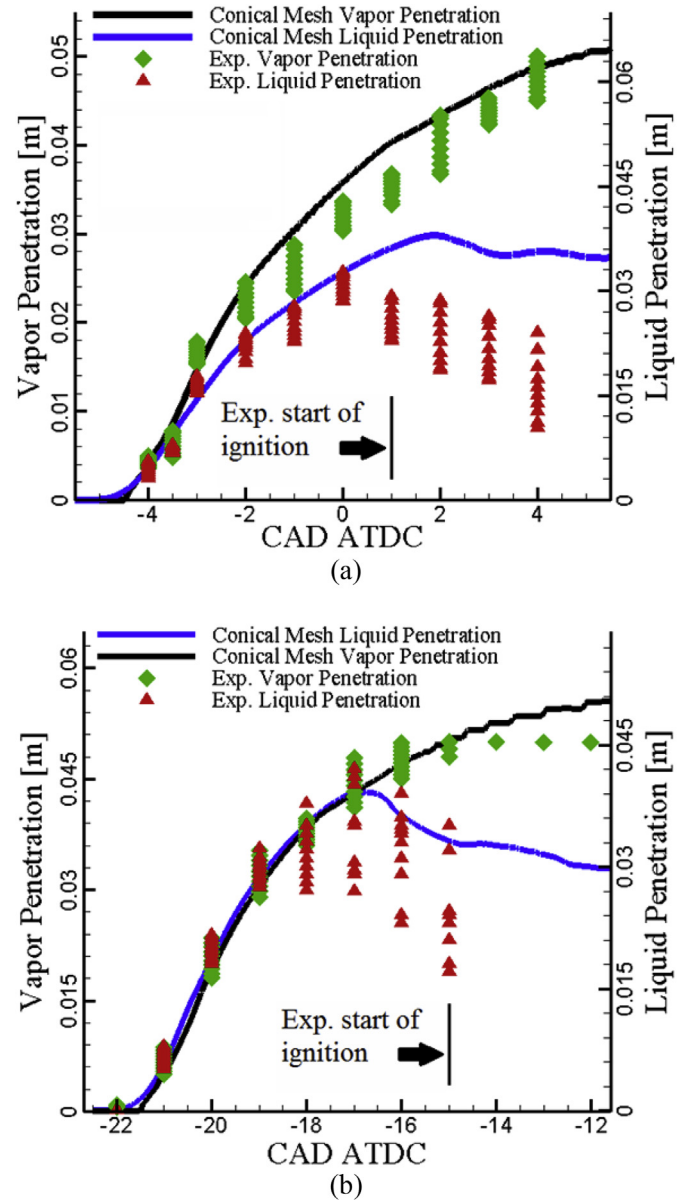 Conical Mesh Vapor Penetration
Conical Mesh Liquid Penetration
Exp. Vapor Penetration
Exp. Liquid Penetration
Vapor Penetration [m]
0.05
0.04
0.03
0.02
0.01
0
Liquid Penetration [m]
0.06
0.045
0.03
0.015
0
Exp. start of
ignition
-4 -2 0 2 4
CAD ATDC
(a)
Conical Mesh Liquid Penetration
Conical Mesh Vapor Penetration
Exp. Vapor Penetration
Exp. Liquid Penetration
Vapor Penetration [m]
0.06
0.045
0.03
0.015
0
Liquid Penetration [m]
0.045
0.03
0.015
0
Exp. start of
ignition
-22 -20 -18 -16 -14 -12
CAD ATDC
(b)